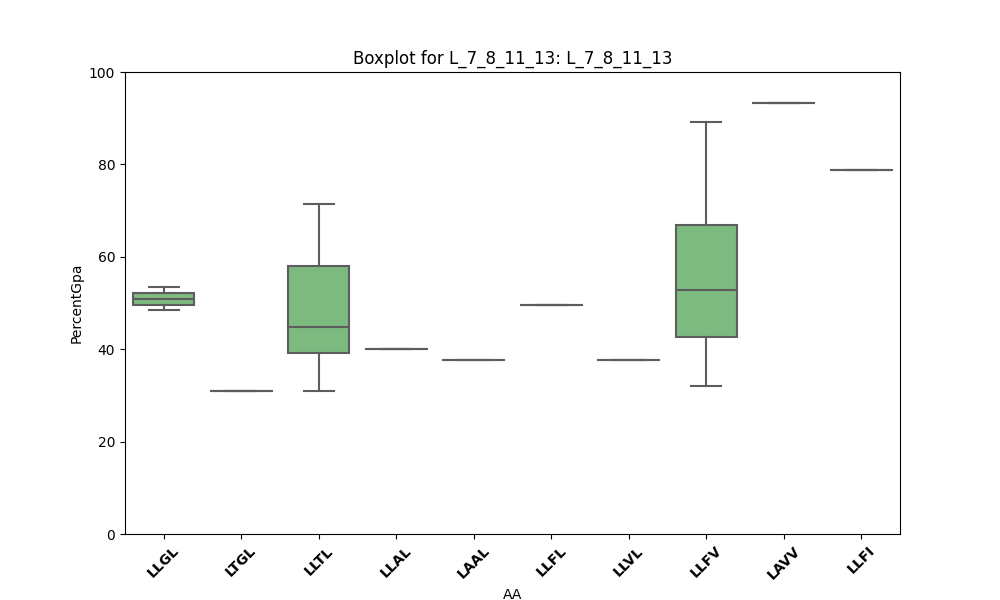 Boxplot for L_7_8_11_13: L_7_8_11_13
100
80
60
40
20
0
PercentGpa
LLGL
LTGL
LLTL
LLAL
LAAL
LLFL
LLVL
LLFV
LAVV
LLFI
AA